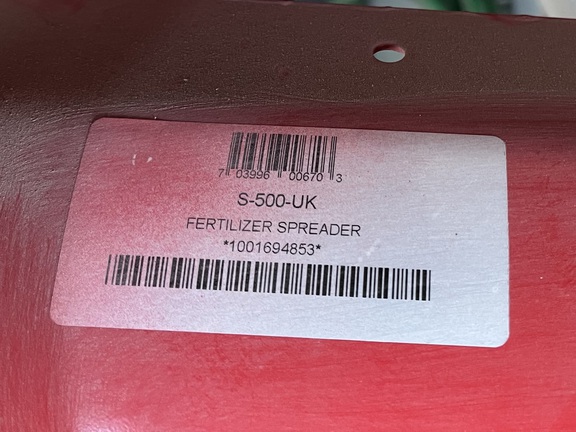 7 03996 00670 3
S-500-UK
FERTILIZER SPREADER
*1001694853*